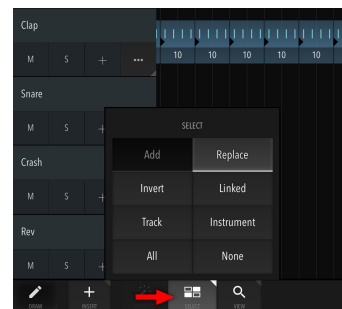 Clap
M S + ...
10 10 10 10
Snare
M S +
SELECT
Add Replace
Crash
Invert Linked
M S +
Track Instrument
Rev
All None
M S +
DRAW INSERT SELECT VIEW